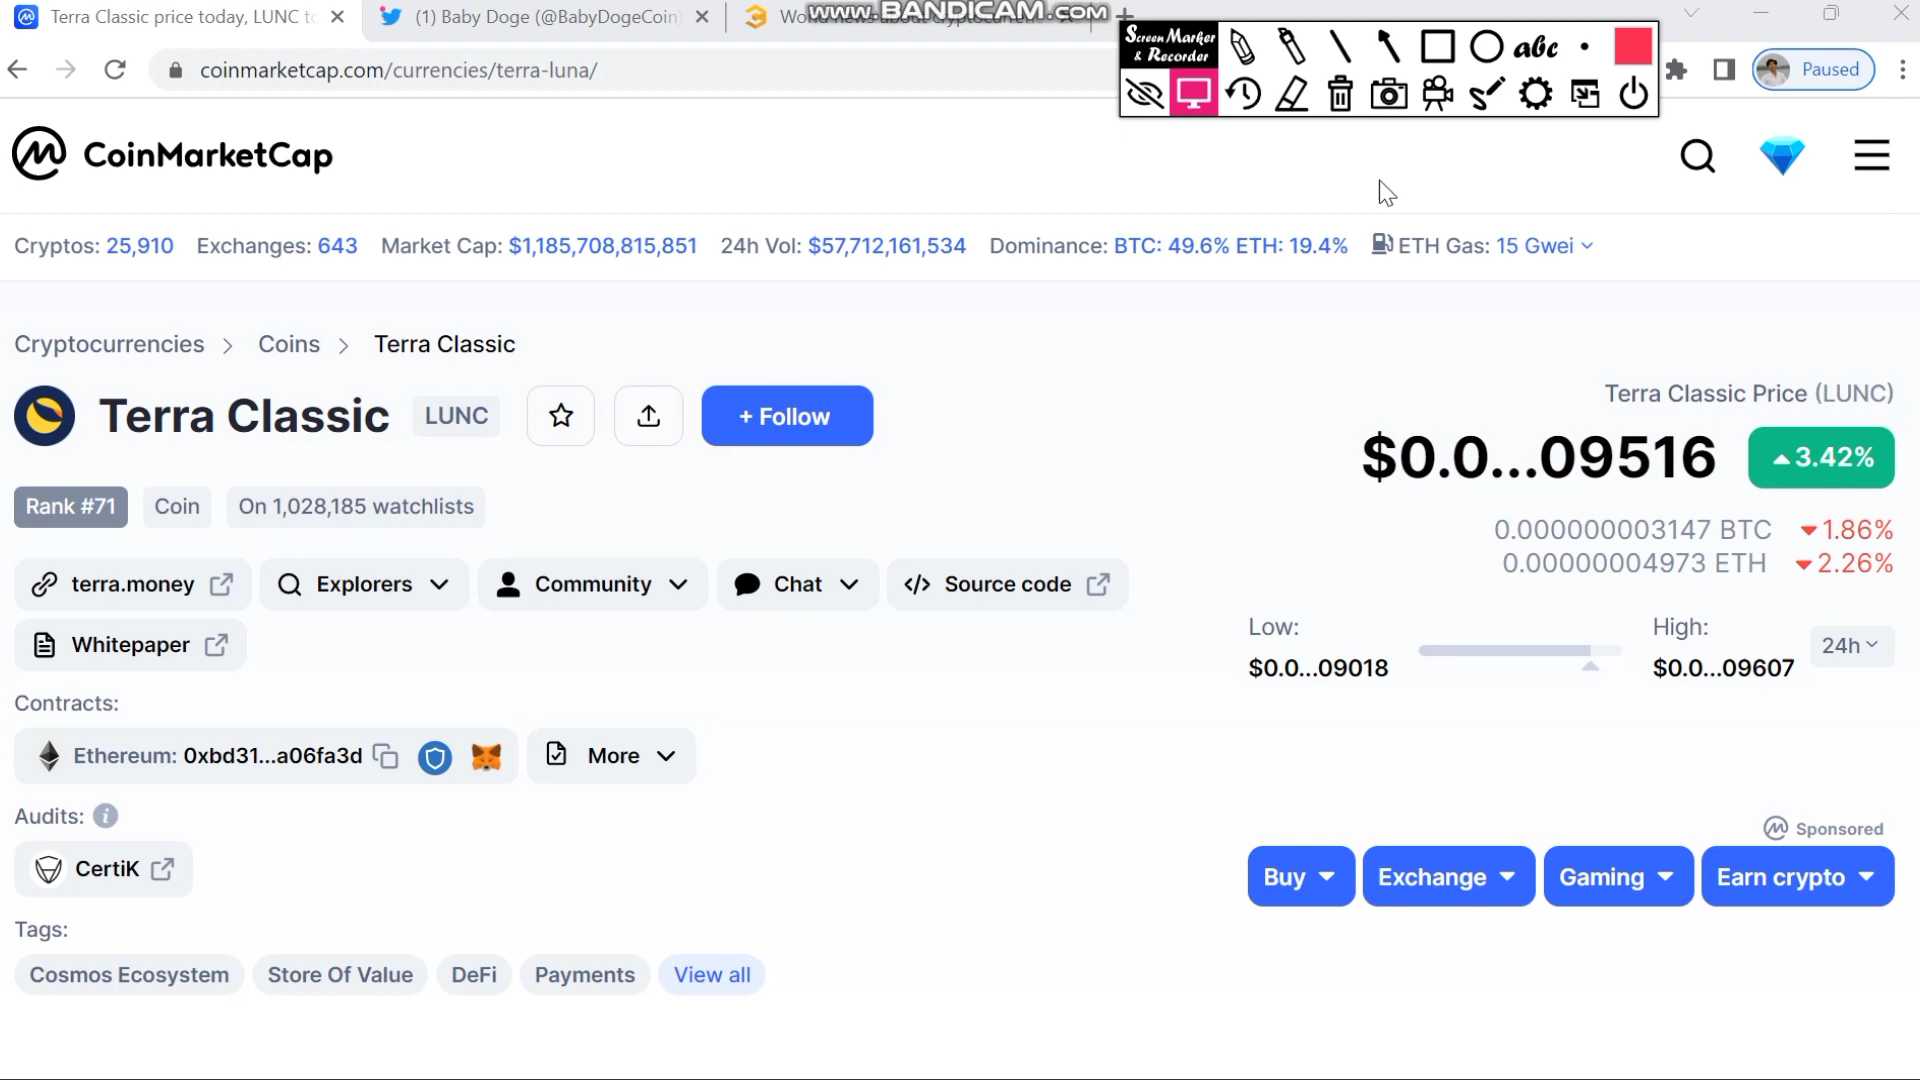 Terra Classic price today, LUNC to
(1) Baby Doge (@BabyDogeCoin)
www.BANDICAM.com
Screen Marker
& Recorder
abc
coinmarketcap.com/currencies/terra-luna/
Paused
CoinMarketCap
Cryptos: 25,910 Exchanges: 643 Market Cap: $1,185,708,815,851 24h Vol: $57,712,161,534 Dominance: BTC: 49.6% ETH: 19.4% ETH Gas: 15 Gwei
Cryptocurrencies > Coins > Terra Classic
Terra Classic LUNC + Follow
Rank #71 Coin On 1,028,185 watchlists
terra.money Explorers Community Chat </> Source code
Whitepaper
Contracts:
Ethereum: 0xbd31...a06fa3d More
Audits:
CertiK
Tags:
Cosmos Ecosystem Store Of Value DeFi Payments View all
Terra Classic Price (LUNC)
$0.0...09516 3.42%
0.000000003147 BTC 1.86%
0.00000004973 ETH 2.26%
Low: High:
$0.0...09018 $0.0...09607 24h
Sponsored
Buy Exchange Gaming Earn crypto